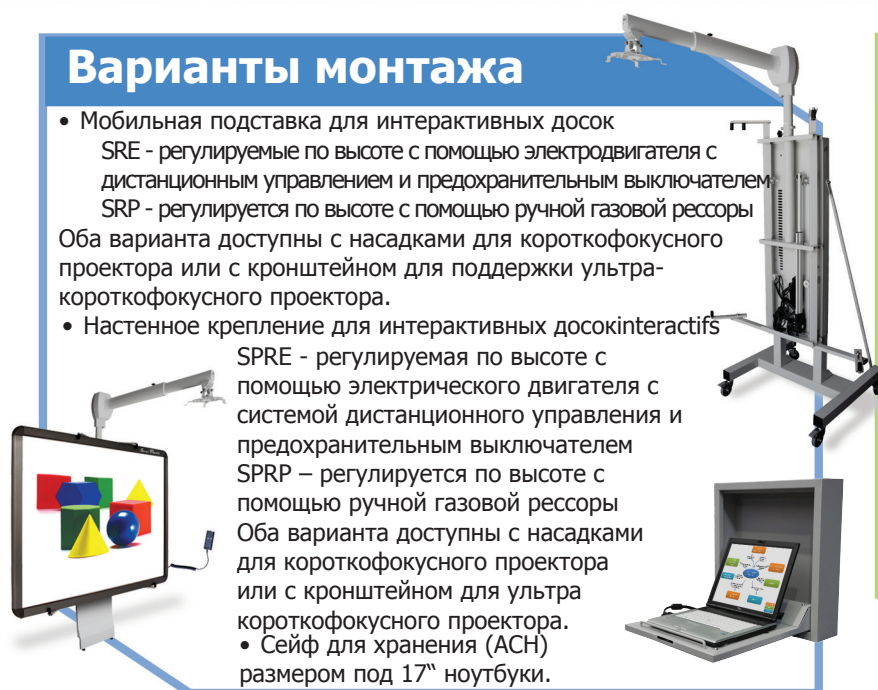 Варианты монтажа
• Мобильная подставка для интерактивных досок
SRE - регулируемые по высоте с помощью электродвигателя с
дистанционным управлением и предохранительным выключателем
SRP - регулируется по высоте с помощью ручной газовой рессоры
Оба варианта доступны с насадками для короткофокусного
проектора или с кронштейном для поддержки ультра-
короткофокусного проектора.
• Настенное крепление для интерактивных досокinteractifs
SPRE - регулируемая по высоте с
помощью электрического двигателя с
системой дистанционного управления и
предохранительным выключателем
SPRP – регулируется по высоте с
помощью ручной газовой рессоры
Оба варианта доступны с насадками
для короткофокусного проектора
или с кронштейном для ультра
короткофокусного проектора.
• Сейф для хранения (ACH)
размером под 17“ ноутбуки.